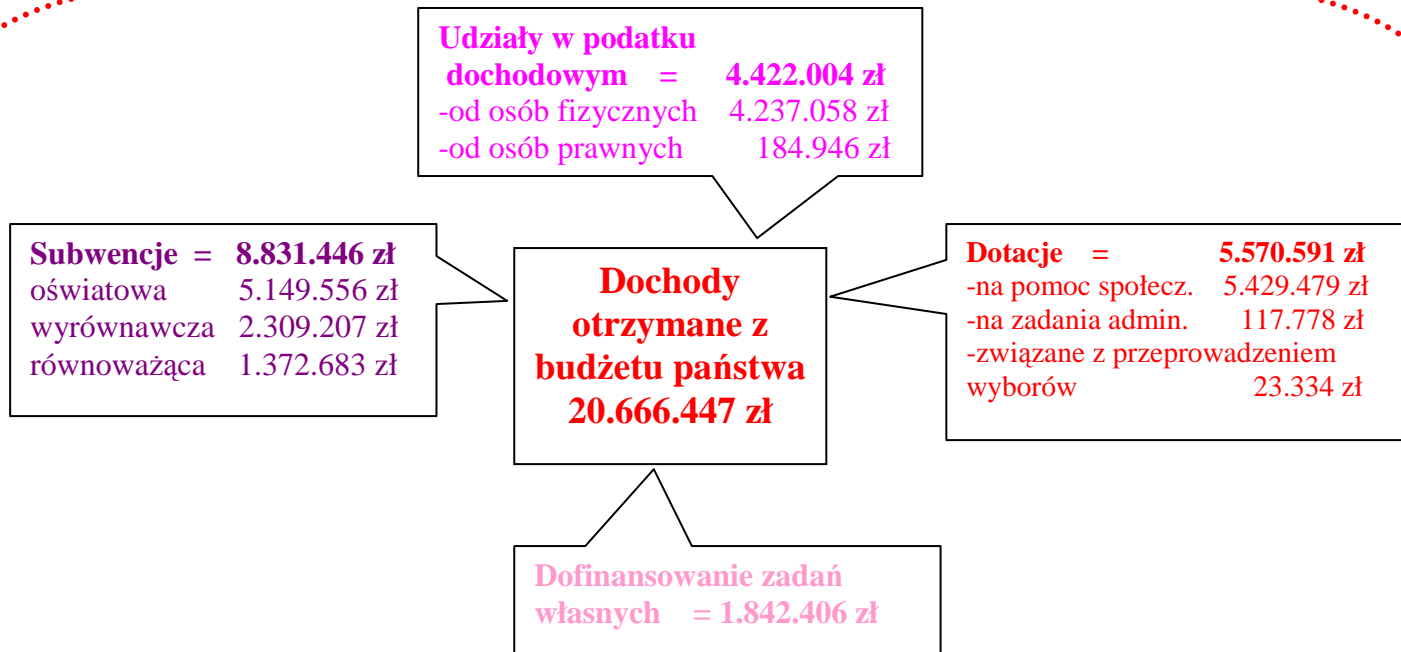 Udziały w podatku
dochodowym = 4.422.004 zł
-od osób fizycznych 4.237.058 zł
-od osób prawnych 184.946 zł
Subwencje = 8.831.446 zł
oświatowa 5.149.556 zł
wyrównawcza 2.309.207 zł
równoważąca 1.372.683 zł
Dochody
otrzymane z
budżetu państwa
20.666.447 zł
Dotacje = 5.570.591 zł
-na pomoc społecz. 5.429.479 zł
-na zadania admin. 117.778 zł
-związane z przeprowadzeniem
wyborów 23.334 zł
Dofinansowanie zadań
własnych = 1.842.406 zł